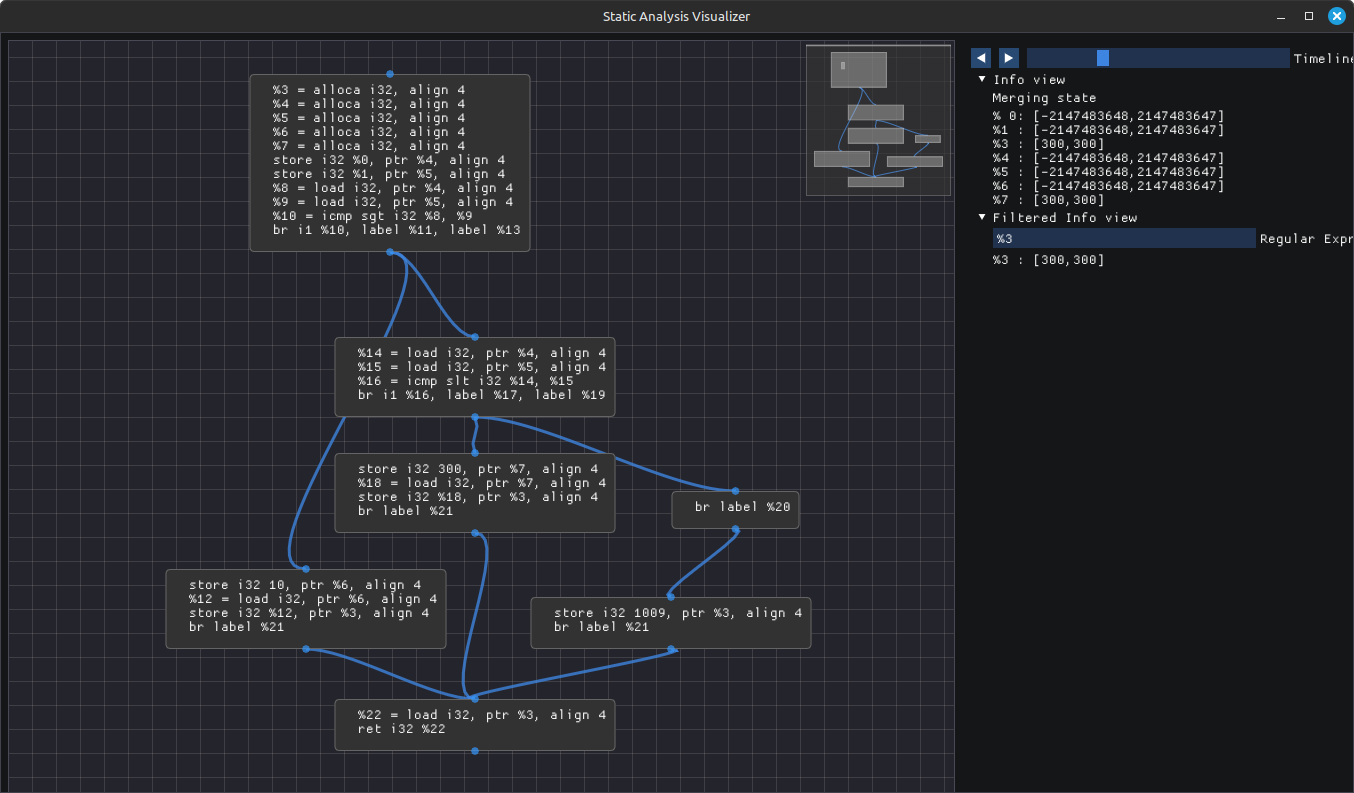 Static Analysis Visualizer
%3 = alloca i32, align 4
%4 = alloca i32, align 4
%5 = alloca i32, align 4
%6 = alloca i32, align 4
%7 = alloca i32, align 4
store i32 %0, ptr %4, align 4
store i32 %1, ptr %5, align 4
%8 = load i32, ptr %4, align 4
%9 = load i32, ptr %5, align 4
%10 = icmp sgt i32 %8, %9
br i1 %10, label %11, label %13
%14 = load i32, ptr %4, align 4
%15 = load i32, ptr %5, align 4
%16 = icmp slt i32 %14, %15
br i1 %16, label %17, label %19
store i32 300, ptr %7, align 4
%18 = load i32, ptr %7, align 4
store i32 %18, ptr %3, align 4
br label %21
br label %20
store i32 10, ptr %6, align 4
%12 = load i32, ptr %6, align 4
store i32 %12, ptr %3, align 4
br label %21
store i32 1009, ptr %3, align 4
br label %21
%22 = load i32, ptr %3, align 4
ret i32 %22
Timeline
Info view
Merging state
% 0: [-2147483648,2147483647]
%1 : [-2147483648,2147483647]
%3 : [300,300]
%4 : [-2147483648,2147483647]
%5 : [-2147483648,2147483647]
%6 : [-2147483648,2147483647]
%7 : [300,300]
Filtered Info view
%3
Regular Expr
%3 : [300,300]